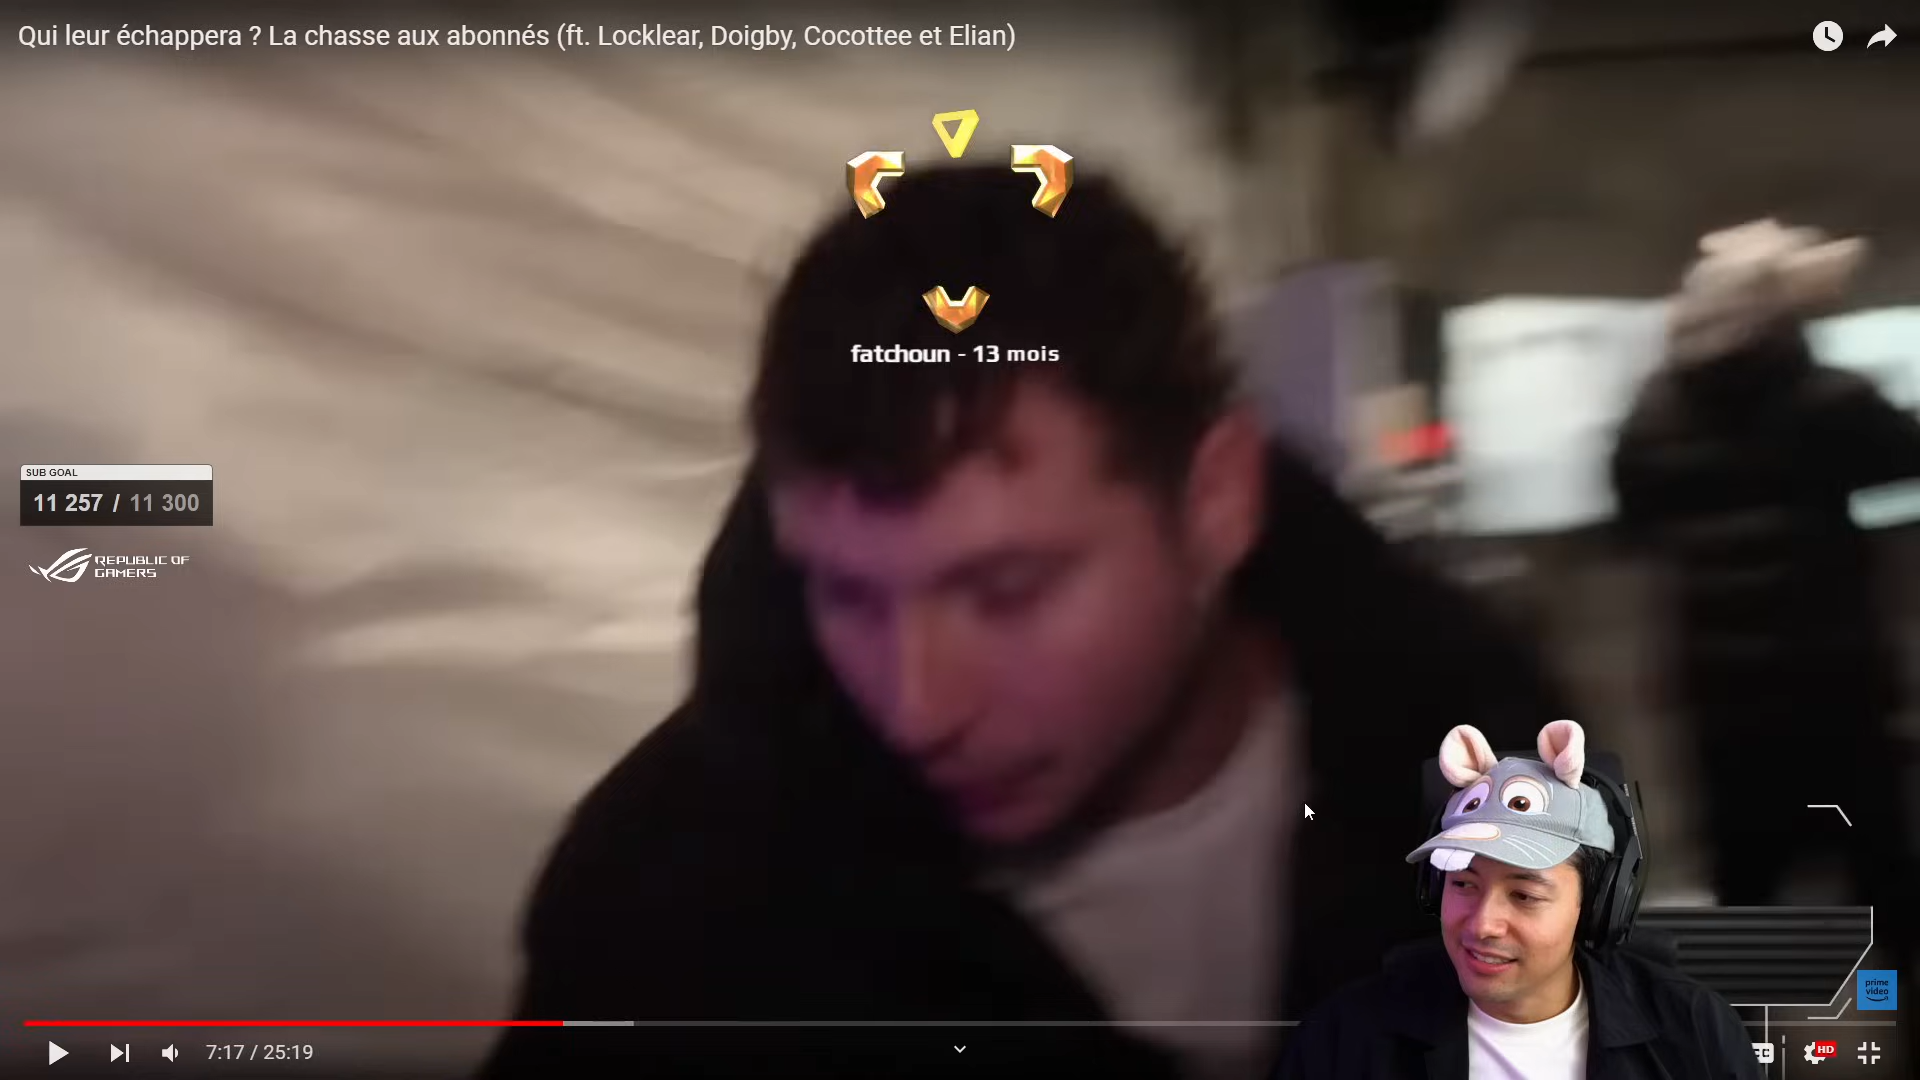 Qui leur échappera ? La chasse aux abonnés (ft. Locklear, Doigby, Cocottee et Elian)
fatchoun - 13 mois
SUB GOAL
11 257 / 11 300
REPUBLIC OF
GAMERS
prime
video
7:17 / 25:19
HD